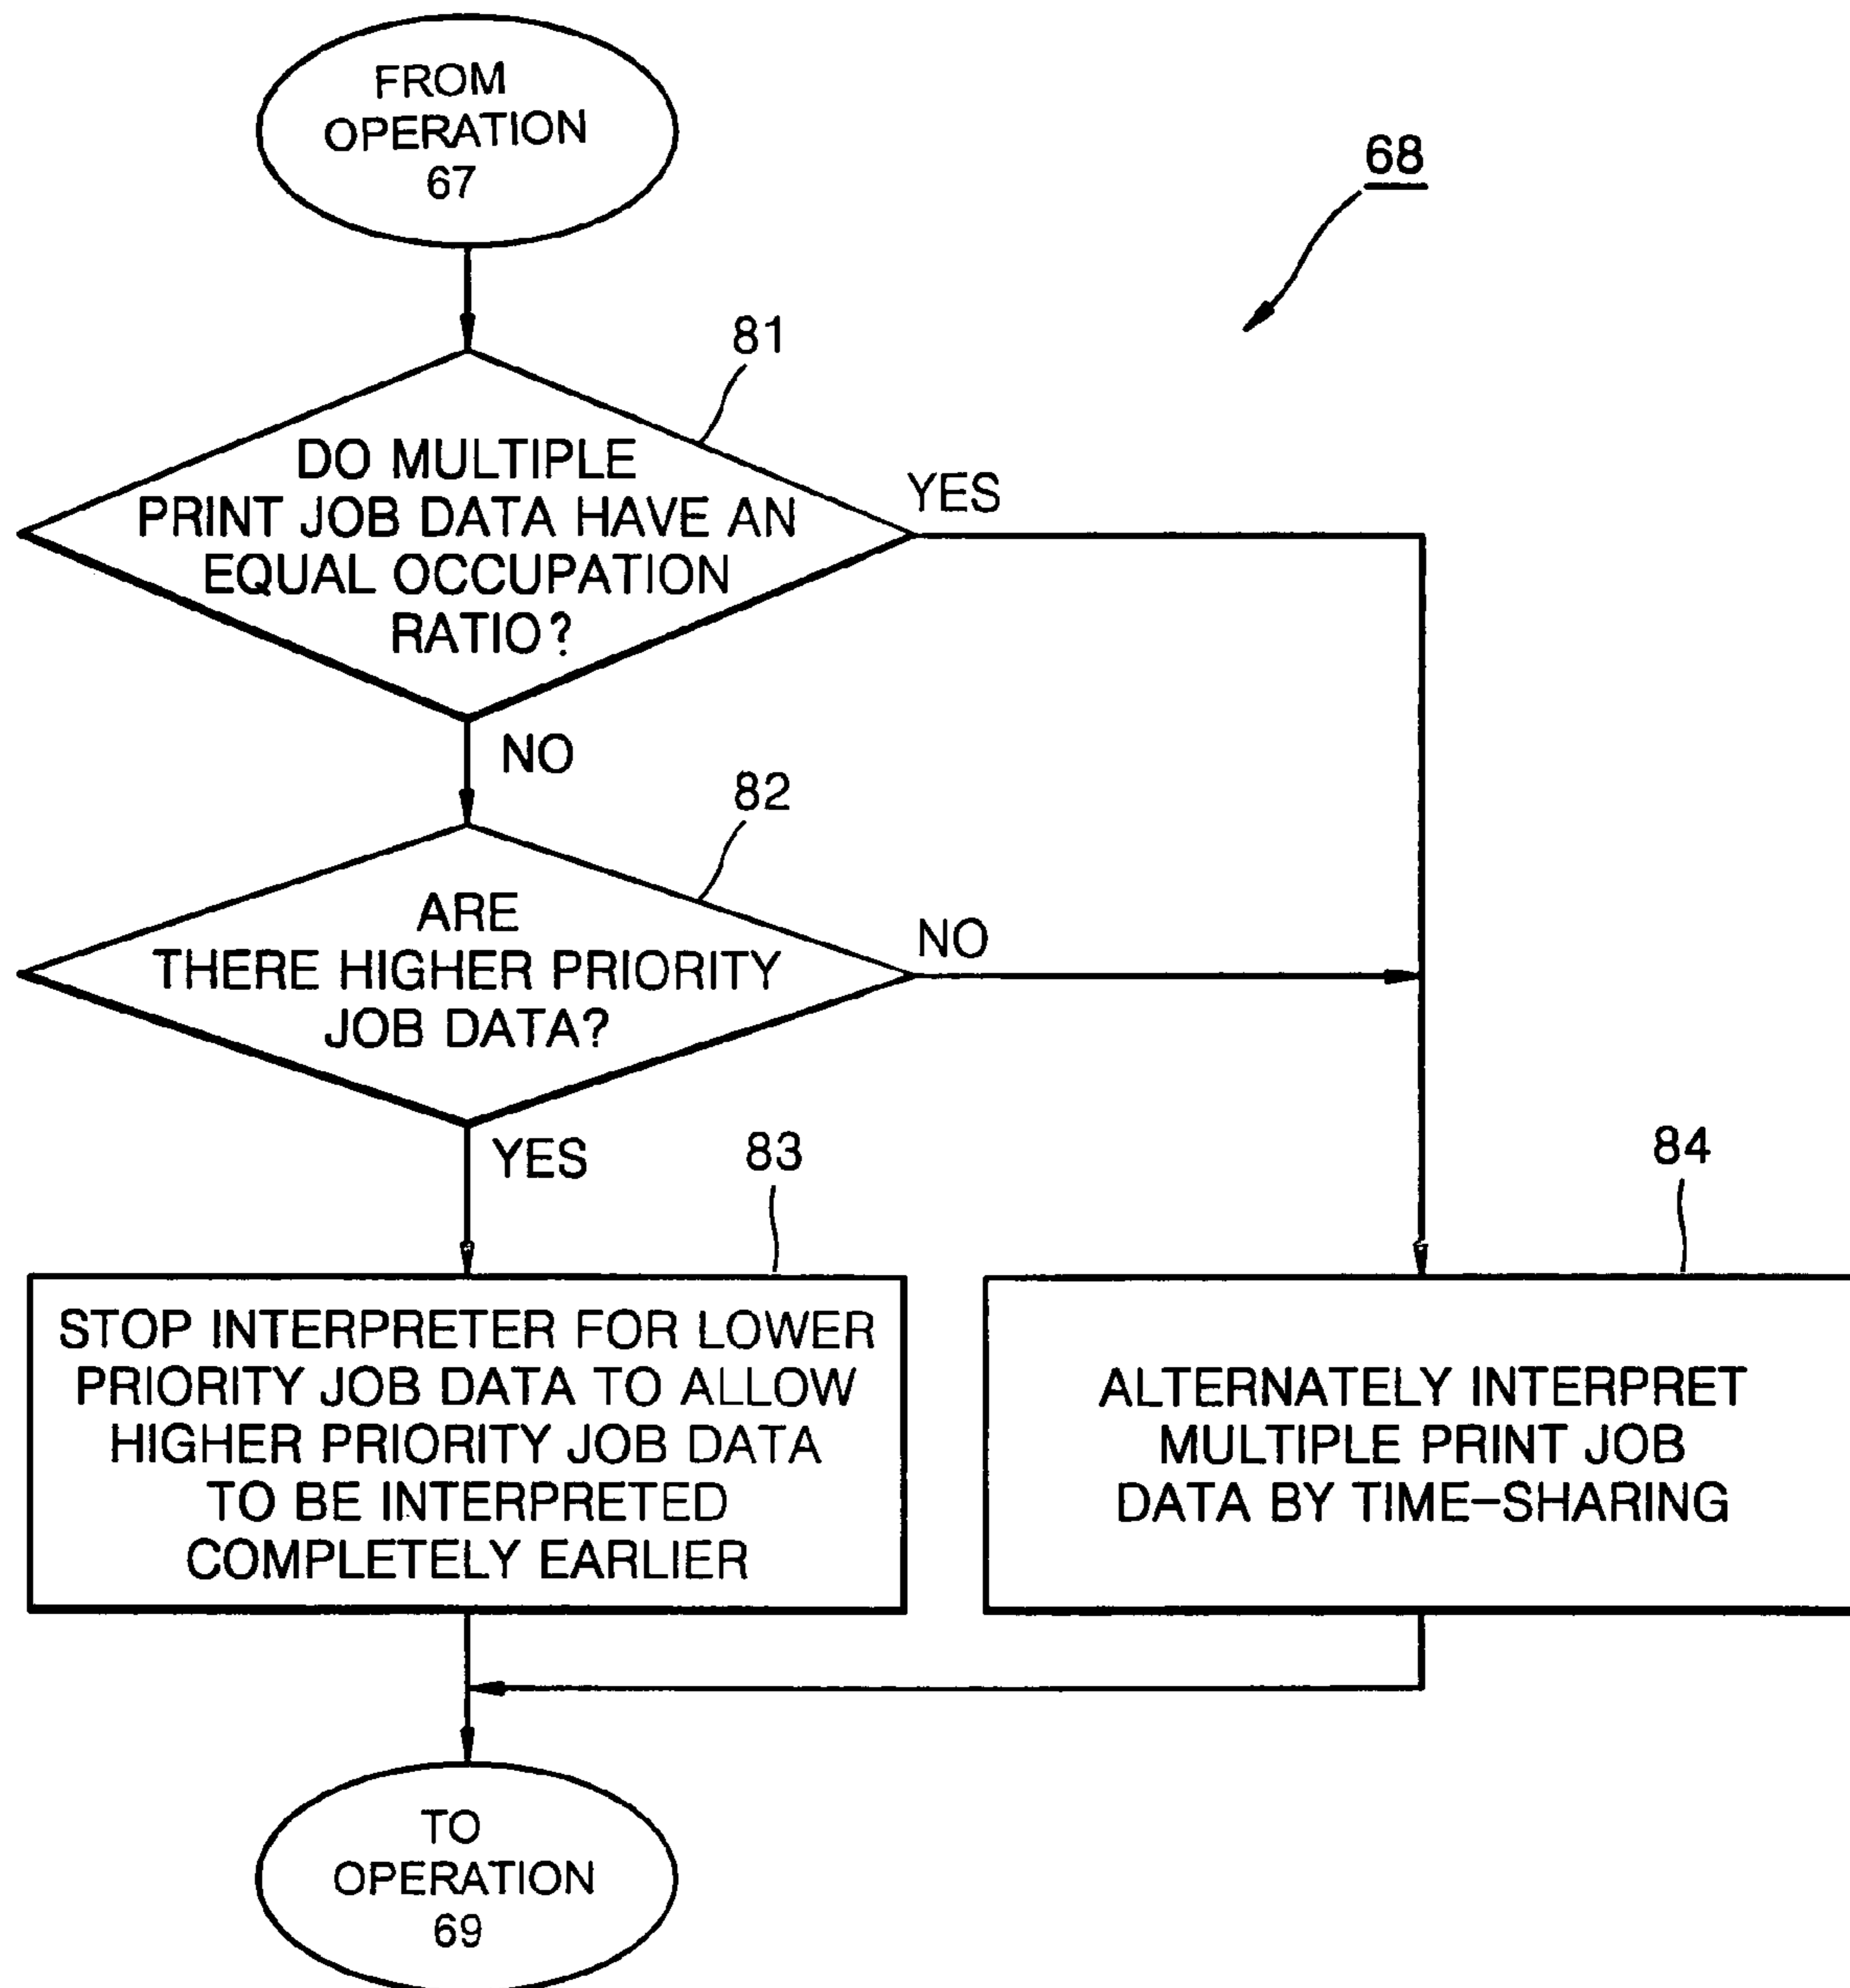 FROM
OPERATION
67
68
81
DO MULTIPLE
PRINT JOB DATA HAVE AN
EQUAL OCCUPATION
RATIO?
YES
NO
82
ARE
THERE HIGHER PRIORITY
JOB DATA?
NO
YES
83
84
STOP INTERPRETER FOR LOWER
PRIORITY JOB DATA TO ALLOW
HIGHER PRIORITY JOB DATA
TO BE INTERPRETED
COMPLETELY EARLIER
ALTERNATELY INTERPRET
MULTIPLE PRINT JOB
DATA BY TIME-SHARING
TO
OPERATION
69